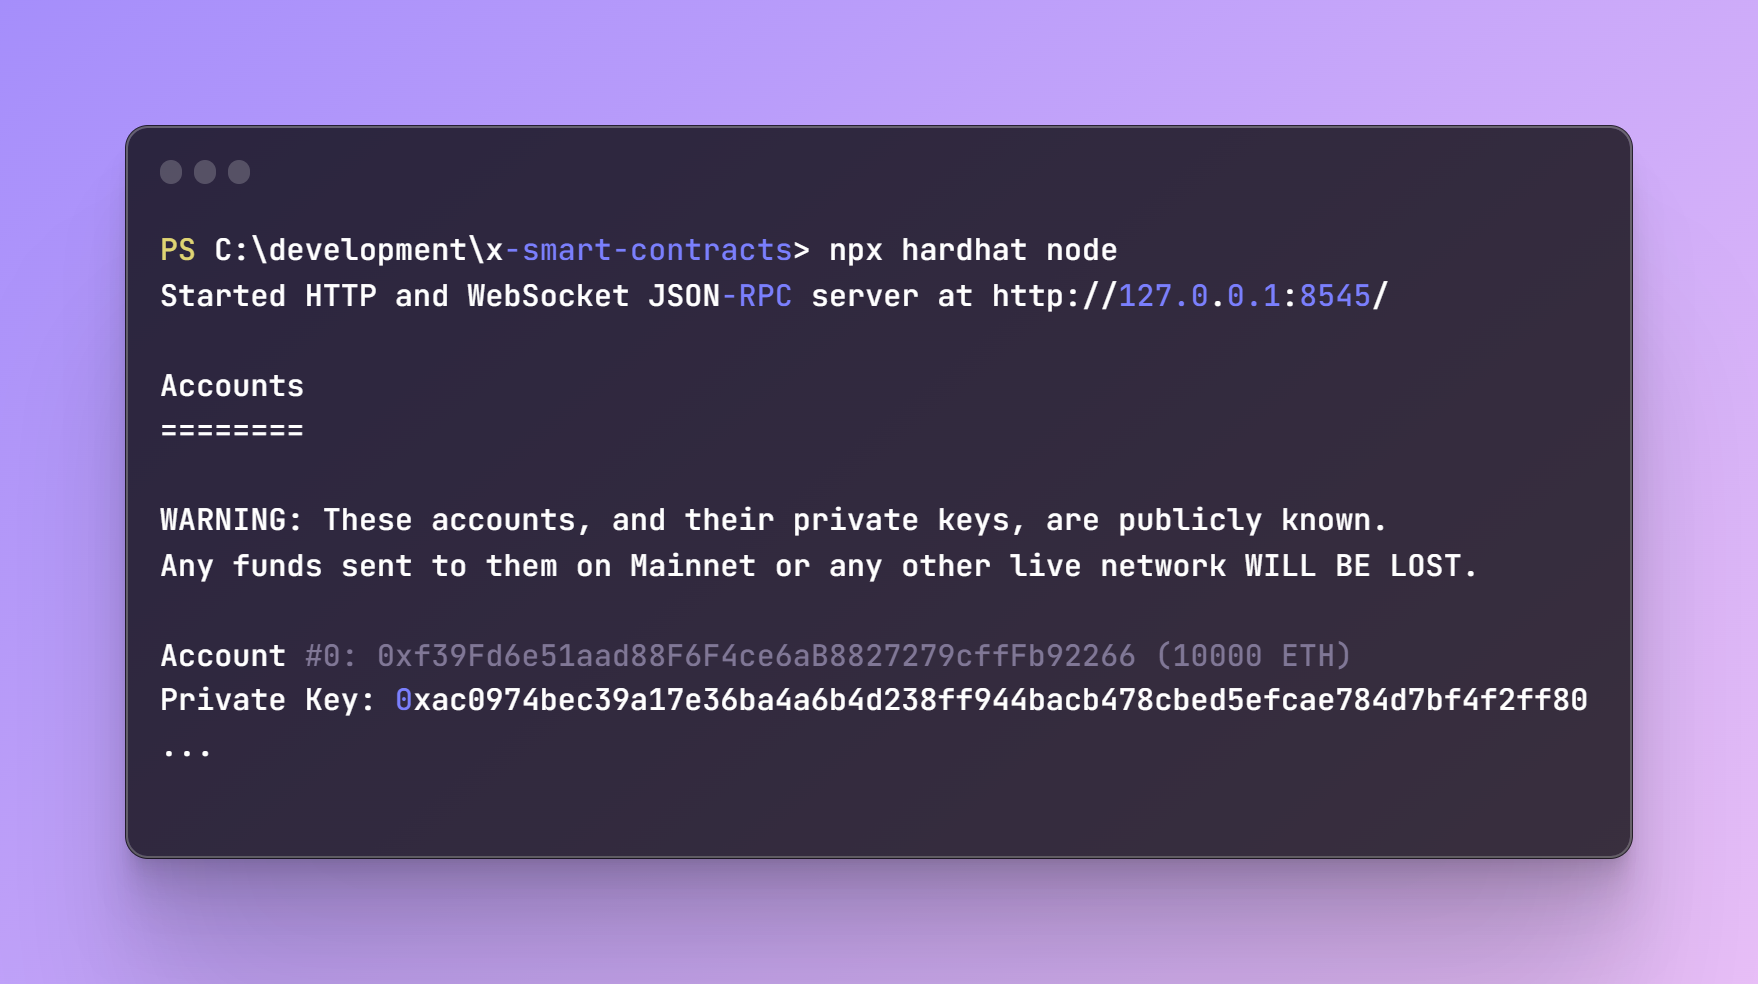 PS C:\development\x-smart-contracts> npx hardhat node
Started HTTP and WebSocket JSON-RPC server at http://127.0.0.1:8545/
Accounts
========
WARNING: These accounts, and their private keys, are publicly known.
Any funds sent to them on Mainnet or any other live network WILL BE LOST.
Account #0: 0xf39Fd6e51aad88F6F4ce6aB8827279cffFb92266 (10000 ETH)
Private Key: 0xac0974bec39a17e36ba4a6b4d238ff944bacb478cbed5efcae784d7bf4f2ff80
...